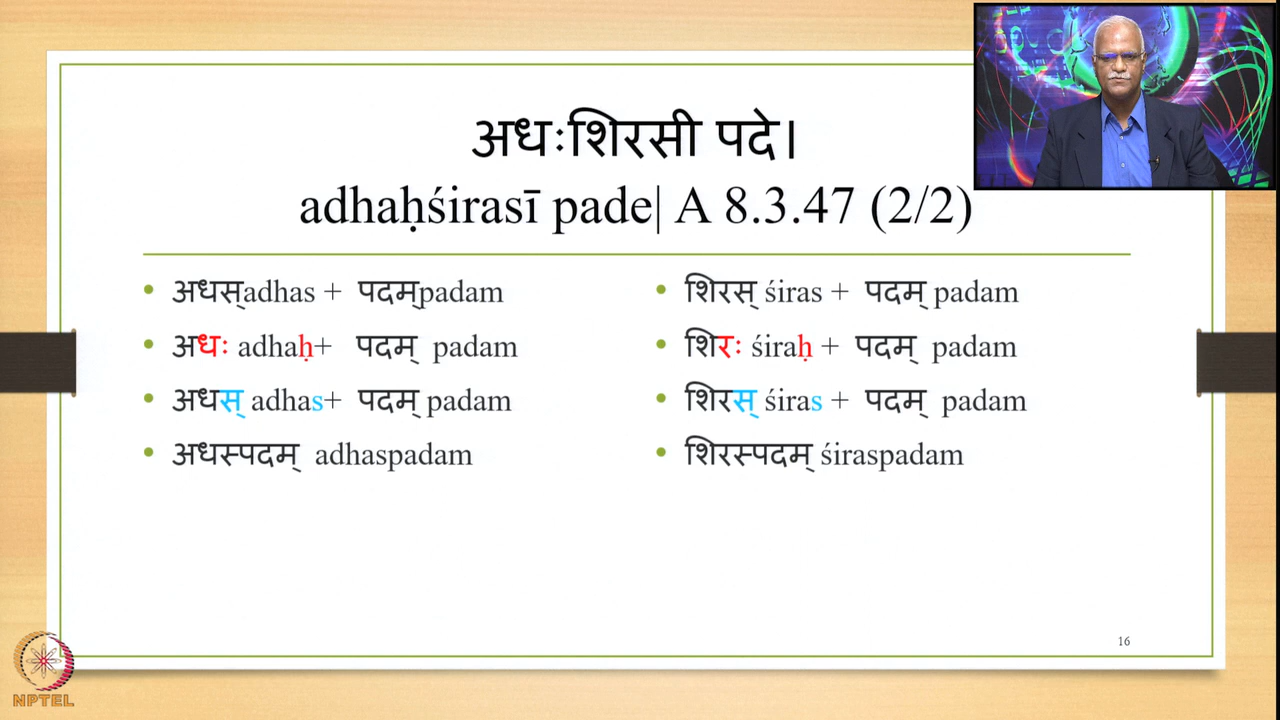 अधःशिरसी पदे।
adhaḥśirasī pade| A 8.3.47 (2/2)
• अधस्adhas + पदम्padam
• अधः adhaḥ+ पदम् padam
• अधस् adhas+ पदम् padam
• अधस्पदम् adhaspadam
• शिरस् śiras + पदम् padam
• शिरः śiraḥ + पदम् padam
• शिरस् śiras + पदम् padam
• शिरस्पदम् śiraspadam
16
NPTEL